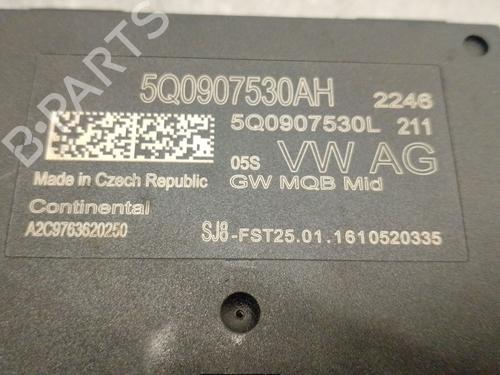 5Q0907530AH 2246
5Q0907530L 211
05S VW AG
Made in Czech Republic GW MQB Mid
Continental
A2C9763620250 SJ8-FST25.01.1610520335
B-PARTS